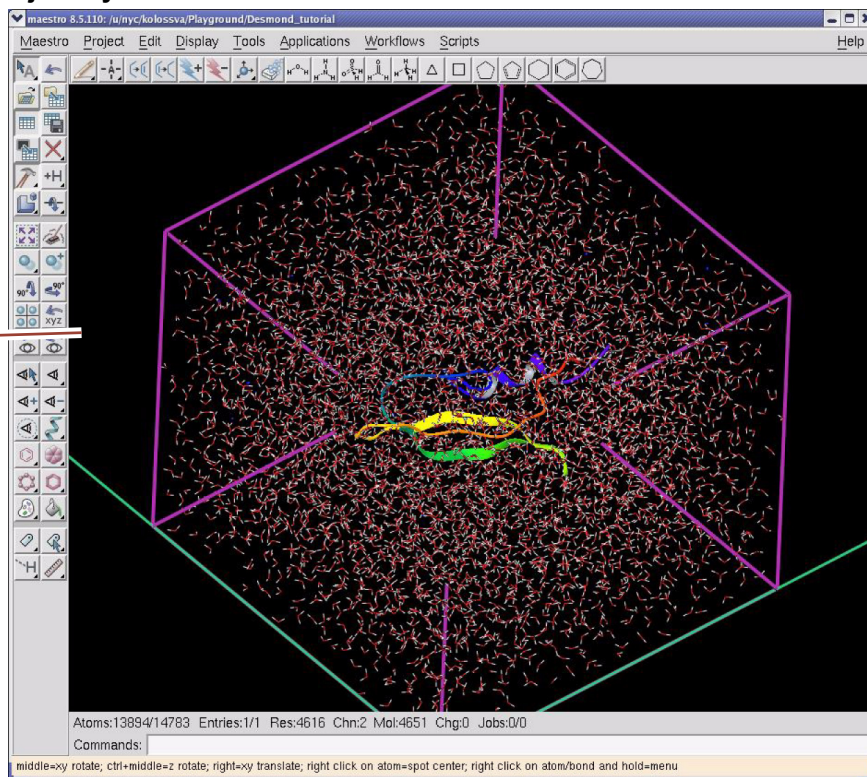 maestro 8.5.110: /u/nyc/kolossva/Playground/Desmond_tutorial
Maestro Project Edit Display Tools Applications Workflows Scripts Help
+H
90° 90°
xyz
H
Atoms:13894/14783 Entries:1/1 Res:4616 Chn:2 Mol:4651 Chg:0 Jobs:0/0
Commands:
middle=xy rotate; ctrl+middle=z rotate; right=xy translate; right click on atom=spot center; right click on atom/bond and hold=menu